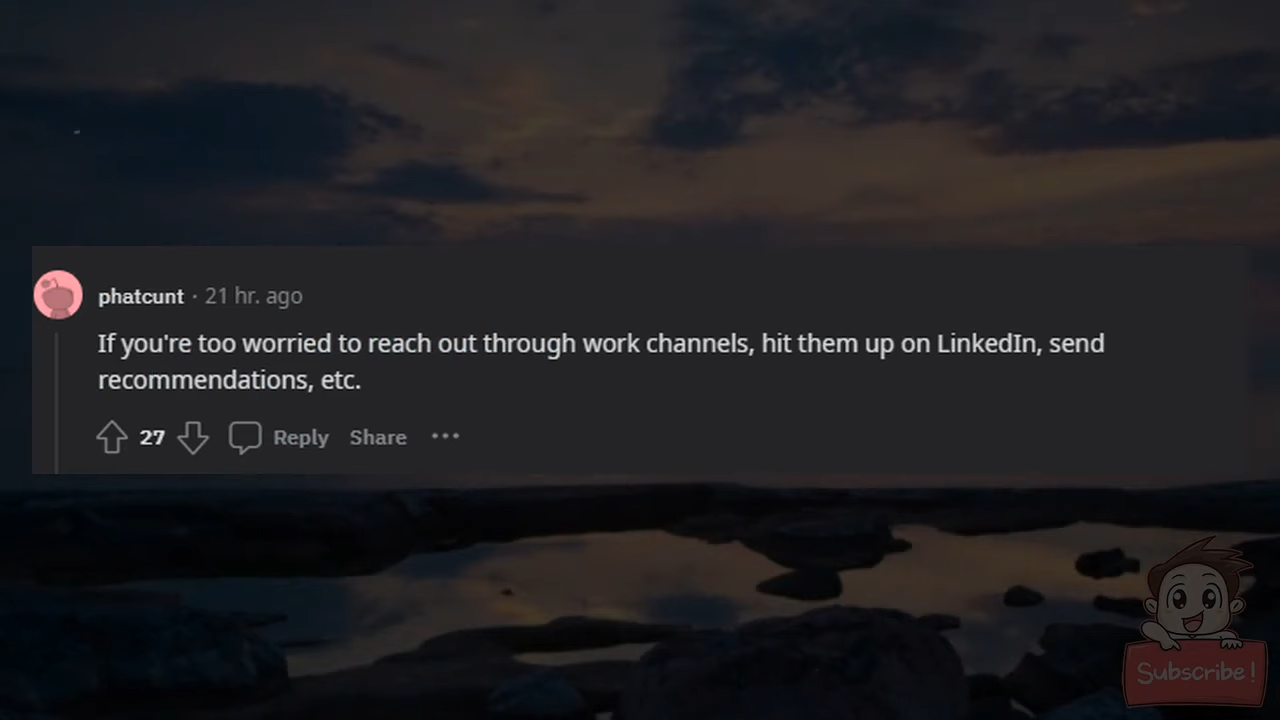 phatcunt · 21 hr. ago
If you're too worried to reach out through work channels, hit them up on LinkedIn, send
recommendations, etc.
27 Reply Share ···
Subscribe!